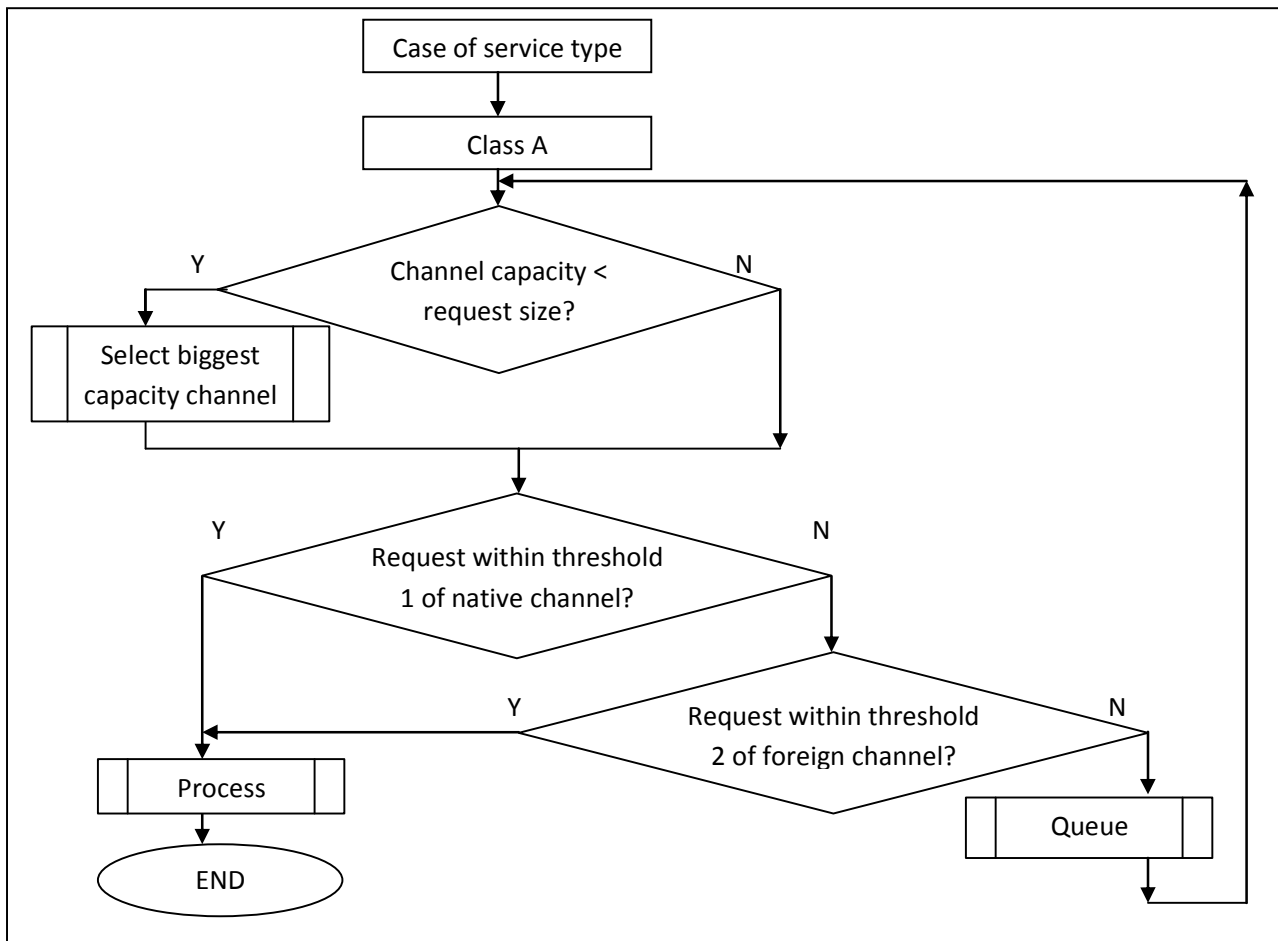 Case of service type
Class A
Y
N
Channel capacity <
request size?
Select biggest
capacity channel
Y
N
Request within threshold
1 of native channel?
Y
N
Request within threshold
2 of foreign channel?
Process
Queue
END